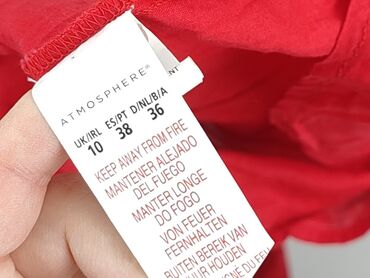 ATMOSPHERE®
UK/IRL ES/PT D/NL/B/A
10 38 36
KEEP AWAY FROM FIRE
MANTENER ALEJADO
DEL FUEGO
MANTER LONGE
DO FOGO
VON FEUER
FERNHALTEN
BUITEN BEREIK VAN